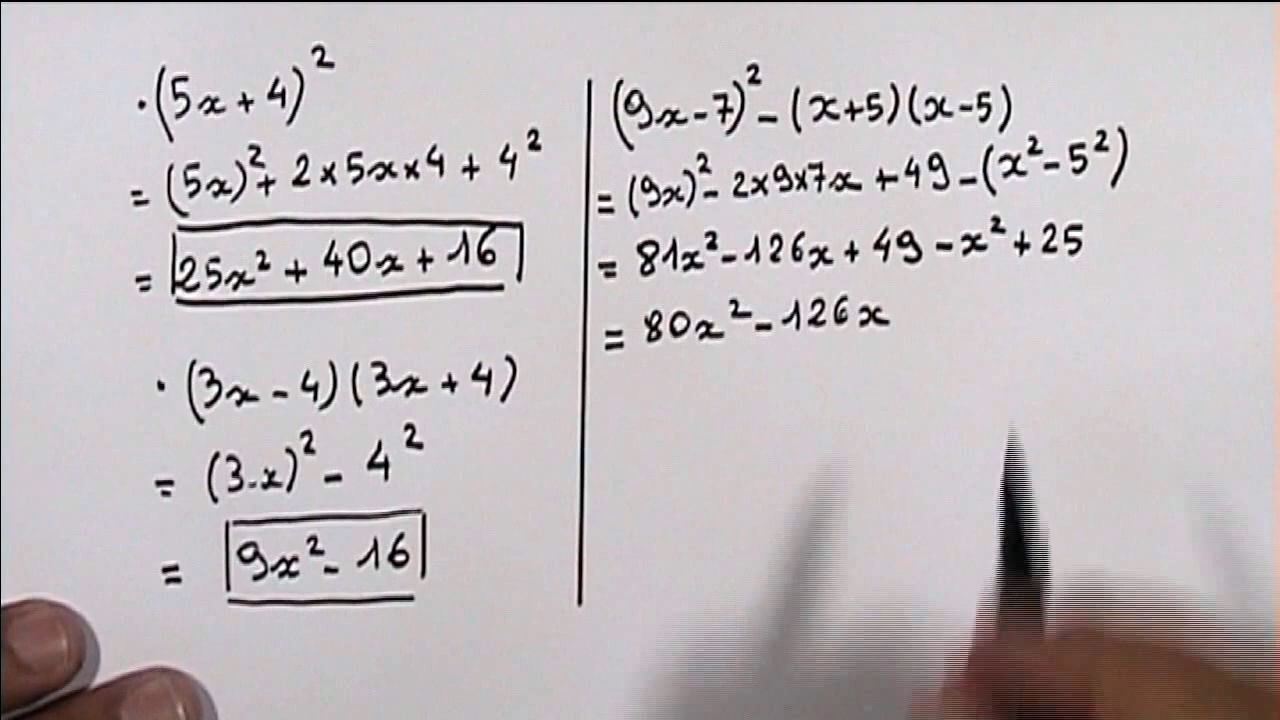 · (5x + 4)²
= (5x)² + 2 × 5x × 4 + 4²
= 25x² + 40x + 16
· (3x - 4)(3x + 4)
= (3x)² - 4²
= 9x² - 16
(9x - 7)² - (x + 5)(x - 5)
= (9x)² - 2×9×7x + 49 - (x² - 5²)
= 81x² - 126x + 49 - x² + 25
= 80x² - 126x